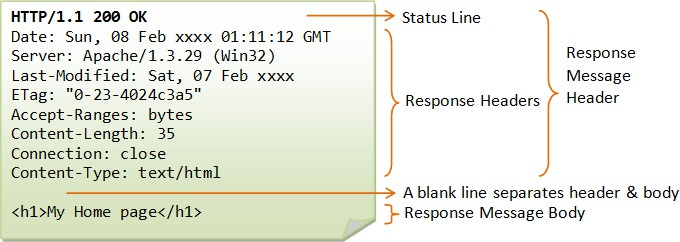 HTTP/1.1 200 OK
Date: Sun, 08 Feb xxxx 01:11:12 GMT
Server: Apache/1.3.29 (Win32)
Last-Modified: Sat, 07 Feb xxxx
ETag: "0-23-4024c3a5"
Accept-Ranges: bytes
Content-Length: 35
Connection: close
Content-Type: text/html
<h1>My Home page</h1>
Status Line
Response Headers
Response
Message
Header
A blank line separates header & body
Response Message Body